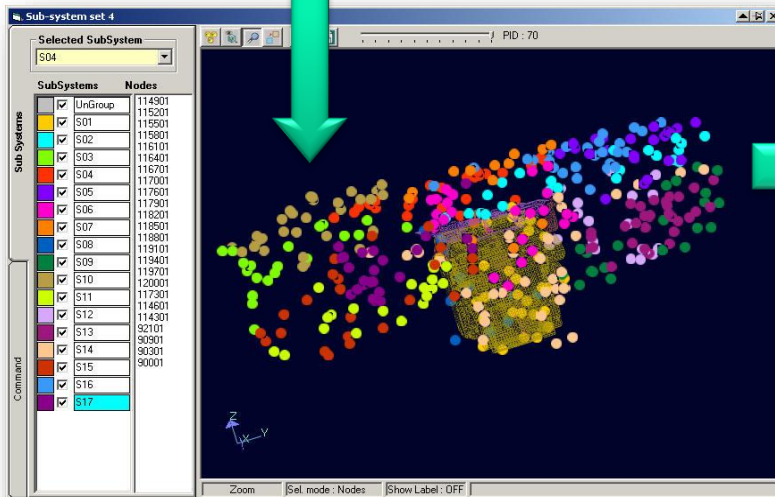 Sub-system set 4
Selected SubSystem
S04
PID : 70
SubSystems Nodes
Sub Systems
Command
UnGroup
S01
S02
S03
S04
S05
S06
S07
S08
S09
S10
S11
S12
S13
S14
S15
S16
S17
114901
115201
115501
115801
116101
116401
116701
117001
117601
117901
118201
118501
118801
119101
119401
119701
120001
117301
114601
114301
92101
90901
90301
90001
Z
Y
X
Zoom
Sel. mode : Nodes
Show Label : OFF